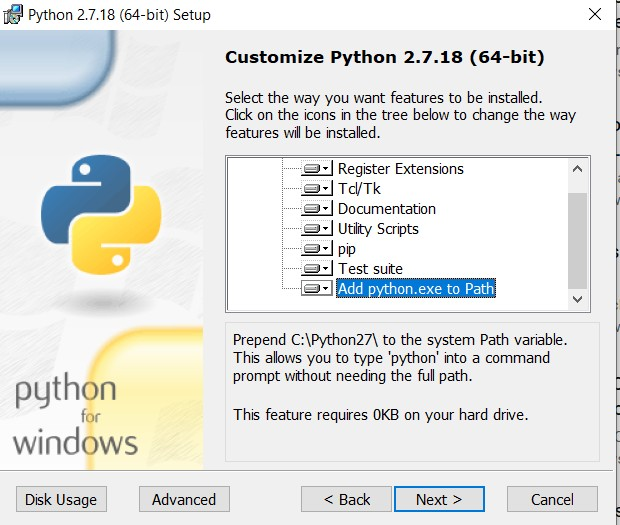 Python 2.7.18 (64-bit) Setup
Customize Python 2.7.18 (64-bit)
Select the way you want features to be installed.
Click on the icons in the tree below to change the way
features will be installed.
Register Extensions
Tcl/Tk
Documentation
Utility Scripts
pip
Test suite
Add python.exe to Path
Prepend C:\Python27\ to the system Path variable.
This allows you to type 'python' into a command
prompt without needing the full path.
This feature requires 0KB on your hard drive.
python
for
windows
Disk Usage
Advanced
< Back
Next >
Cancel